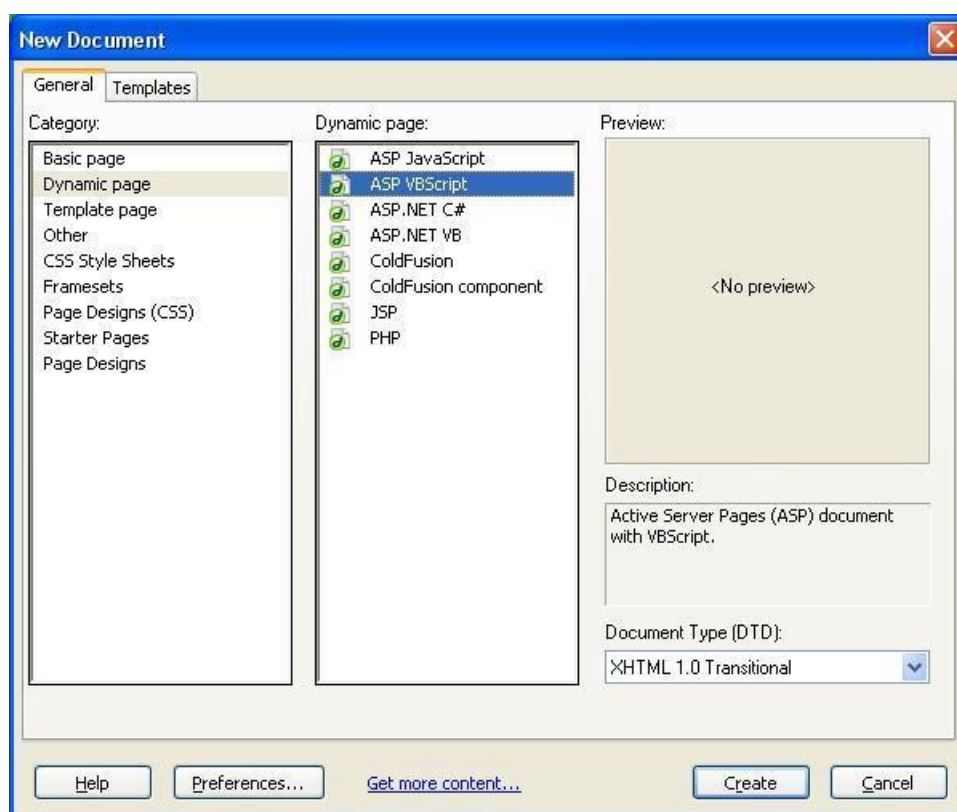 New Document
General
Templates
Category:
Basic page
Dynamic page
Template page
Other
CSS Style Sheets
Framesets
Page Designs (CSS)
Starter Pages
Page Designs
Dynamic page:
ASP JavaScript
ASP VBScript
ASP.NET C#
ASP.NET VB
ColdFusion
ColdFusion component
JSP
PHP
Preview:
<No preview>
Description:
Active Server Pages (ASP) document
with VBScript.
Document Type (DTD):
XHTML 1.0 Transitional
Help
Preferences...
Get more content...
Create
Cancel